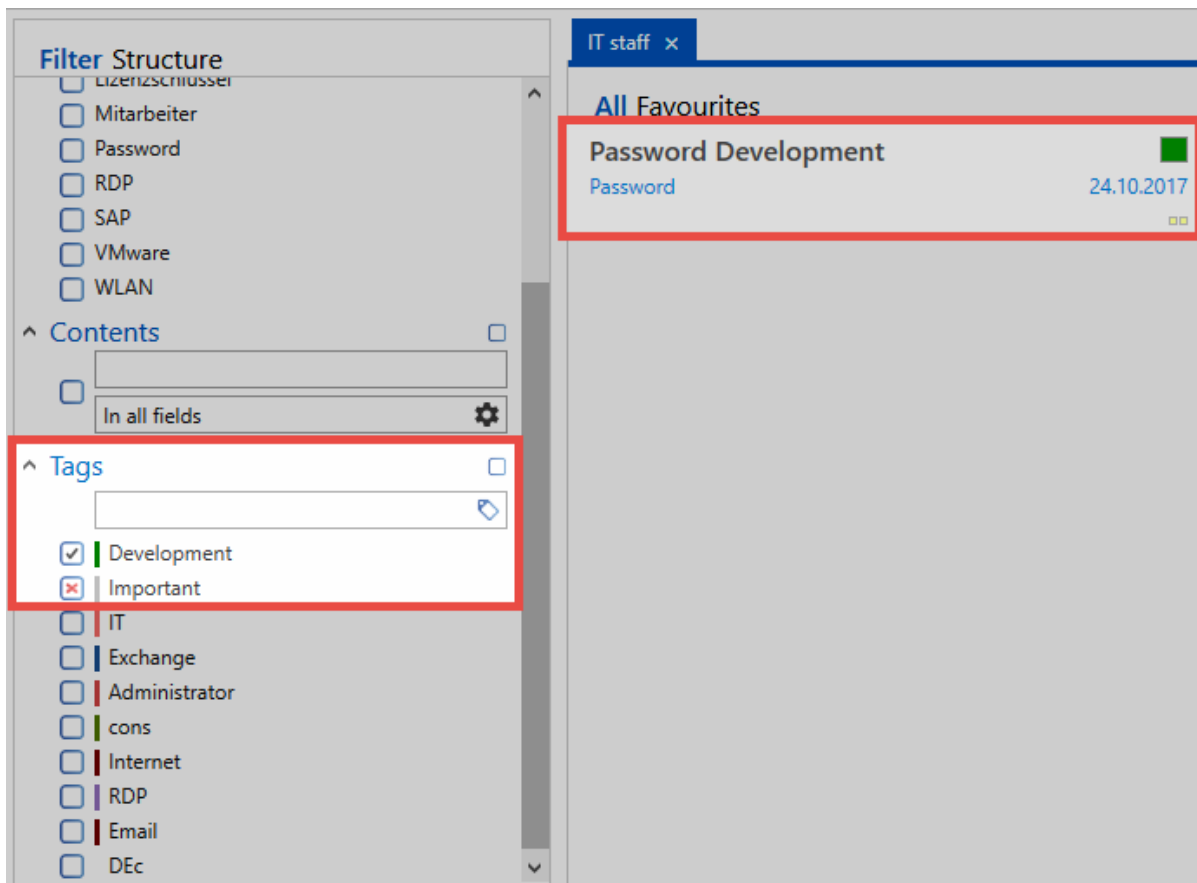 Filter Structure
Lizenzschlüssel
Mitarbeiter
Password
RDP
SAP
VMware
WLAN
Contents
In all fields
Tags
Development
Important
IT
Exchange
Administrator
cons
Internet
RDP
Email
DEc
IT staff
All Favourites
Password Development
Password 24.10.2017